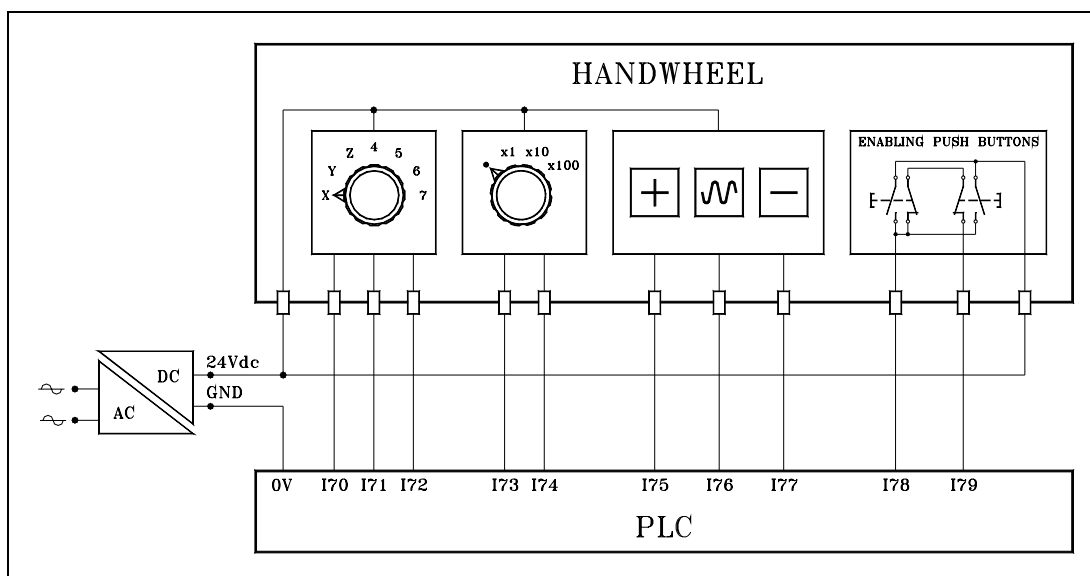 HANDWHEEL
X Y Z 4 5 6 7
x1 x10 x100
ENABLING PUSH BUTTONS
24Vdc
DC
GND
AC
0V I70 I71 I72 I73 I74 I75 I76 I77 I78 I79
PLC